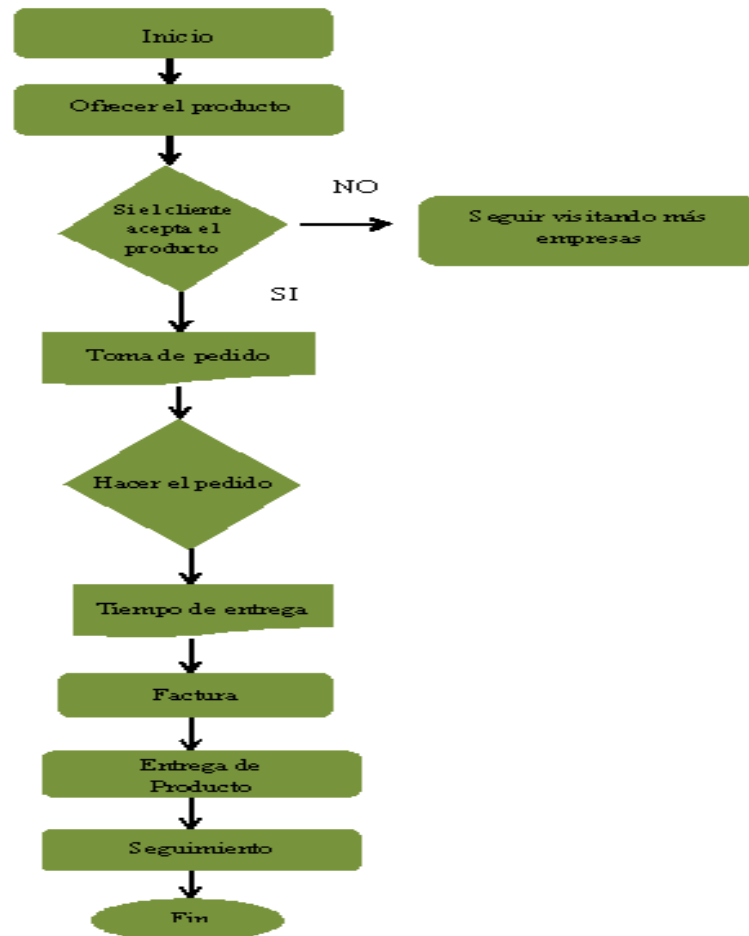 Inicio
Ofrecer el producto
NO
Si el cliente
acepta el
producto
Seguir visitando más
empresas
SI
Toma de pedido
Hacer el pedido
Tiempo de entrega
Factura
Entrega de
Producto
Seguimiento
Fin